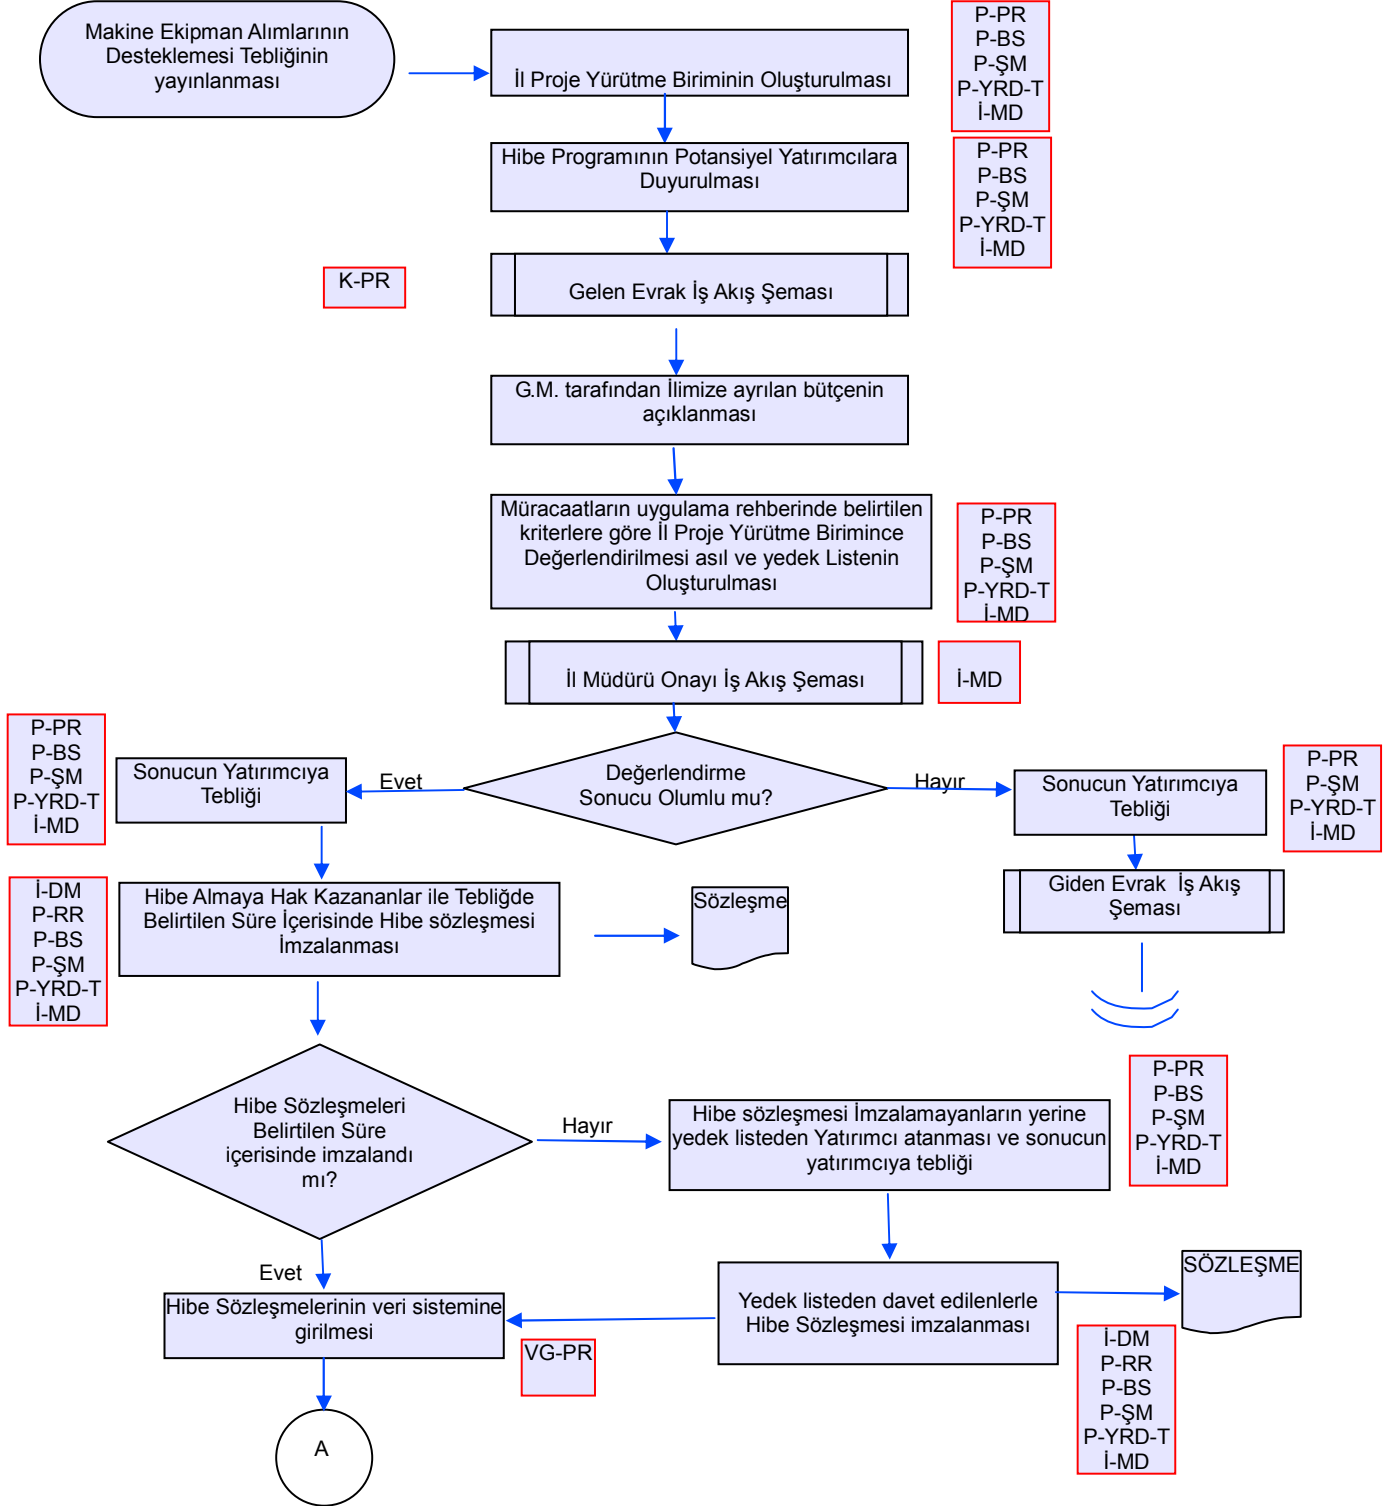 Makine Ekipman Alımlarının
Desteklemesi Tebliğinin
yayınlanması
İl Proje Yürütme Biriminin Oluşturulması
P-PR
P-BS
P-ŞM
P-YRD-T
İ-MD
Hibe Programının Potansiyel Yatırımcılara
Duyurulması
P-PR
P-BS
P-ŞM
P-YRD-T
İ-MD
K-PR
Gelen Evrak İş Akış Şeması
G.M. tarafından İlimize ayrılan bütçenin
açıklanması
Müracaatların uygulama rehberinde belirtilen
kriterlere göre İl Proje Yürütme Birimince
Değerlendirilmesi asıl ve yedek Listenin
Oluşturulması
P-PR
P-BS
P-ŞM
P-YRD-T
İ-MD
İl Müdürü Onayı İş Akış Şeması
İ-MD
P-PR
P-BS
P-ŞM
P-YRD-T
İ-MD
Sonucun Yatırımcıya
Tebliği
Evet
Değerlendirme
Sonucu Olumlu mu?
Hayır
Sonucun Yatırımcıya
Tebliği
P-PR
P-ŞM
P-YRD-T
İ-MD
İ-DM
P-RR
P-BS
P-ŞM
P-YRD-T
İ-MD
Hibe Almaya Hak Kazananlar ile Tebliğde
Belirtilen Süre İçerisinde Hibe sözleşmesi
İmzalanması
Sözleşme
Giden Evrak  İş Akış
Şeması
Hibe Sözleşmeleri
Belirtilen Süre
içerisinde imzalandı
mı?
Hayır
Hibe sözleşmesi İmzalamayanların yerine
yedek listeden Yatırımcı atanması ve sonucun
yatırımcıya tebliği
P-PR
P-BS
P-ŞM
P-YRD-T
İ-MD
Evet
Hibe Sözleşmelerinin veri sistemine
girilmesi
VG-PR
Yedek listeden davet edilenlerle
Hibe Sözleşmesi imzalanması
SÖZLEŞME
İ-DM
P-RR
P-BS
P-ŞM
P-YRD-T
İ-MD
A